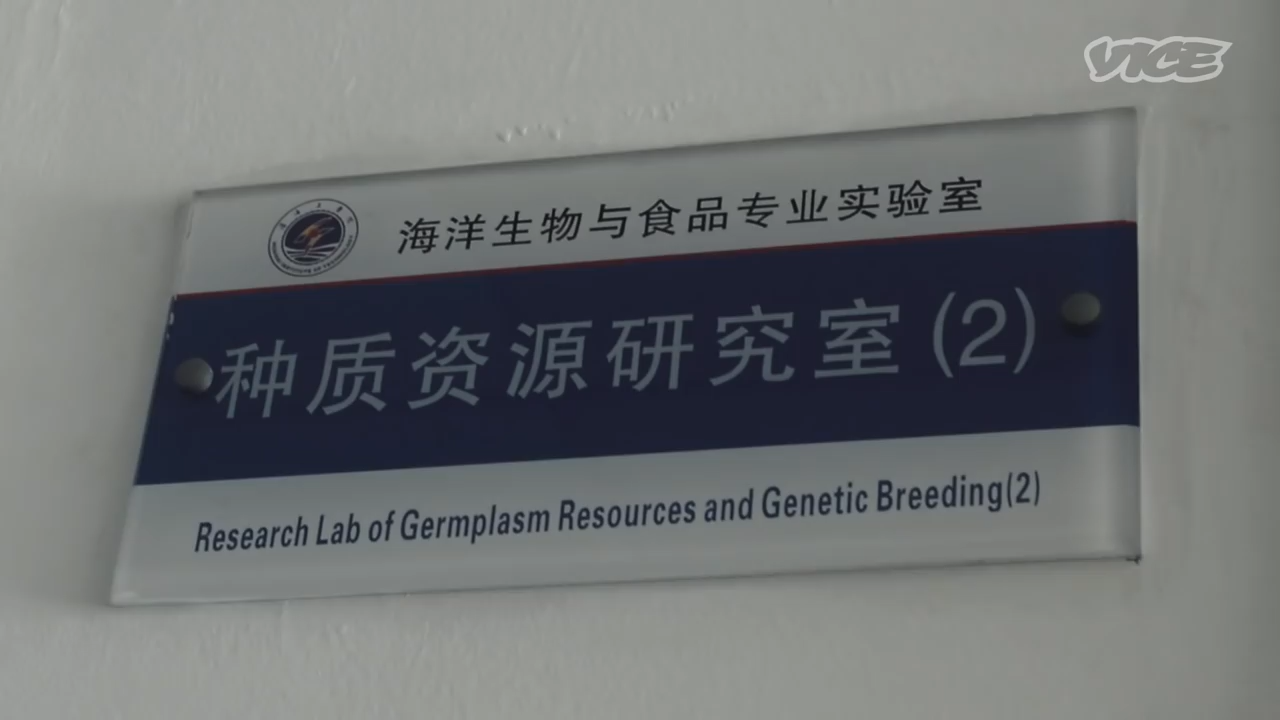 VICE
海洋生物与食品专业实验室
种质资源研究室(2)
Research Lab of Germplasm Resources and Genetic Breeding(2)